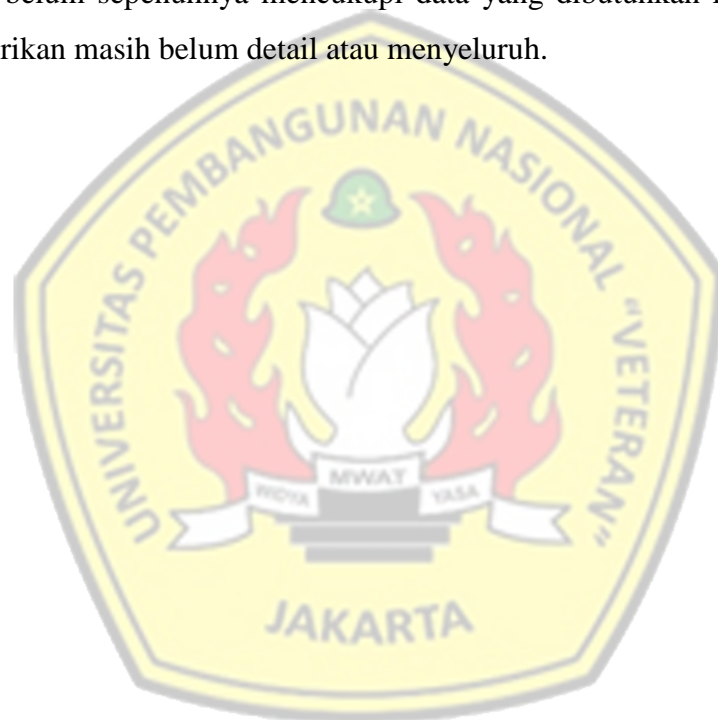 belum sepenuhnya mencukupi data yang dibutuhkan
rikan masih belum detail atau menyeluruh.
UNIVERSITAS PEMBANGUNAN NASIONAL "VETERAN"
WIDYA MWAT YASA
JAKARTA